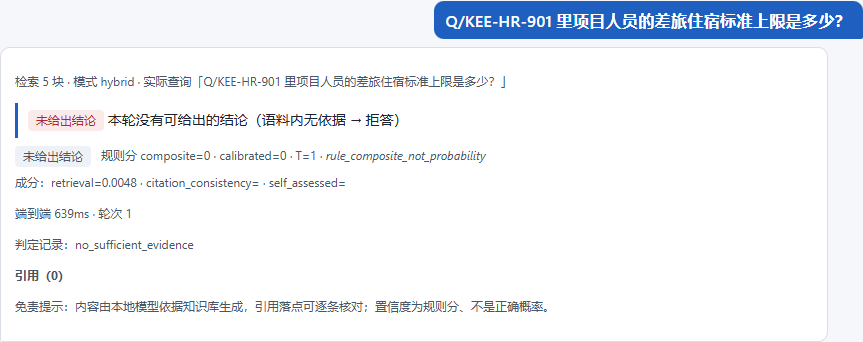 Q/KEE-HR-901 里项目人员的差旅住宿标准上限是多少？
检索 5 块 · 模式 hybrid · 实际查询「Q/KEE-HR-901 里项目人员的差旅住宿标准上限是多少？」
未给出结论 本轮没有可给出的结论（语料内无依据 → 拒答）
未给出结论 规则分 composite=0 · calibrated=0 · T=1 · rule_composite_not_probability
成分：retrieval=0.0048 · citation_consistency= · self_assessed=
端到端 639ms · 轮次 1
判定记录：no_sufficient_evidence
引用（0）
免责提示：内容由本地模型依据知识库生成，引用落点可逐条核对；置信度为规则分、不是正确概率。